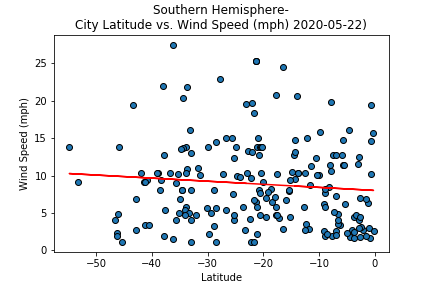 Southern Hemisphere-
City Latitude vs. Wind Speed (mph) 2020-05-22)
25
20
15
10
5
0
Wind Speed (mph)
−50 −40 −30 −20 −10 0
Latitude